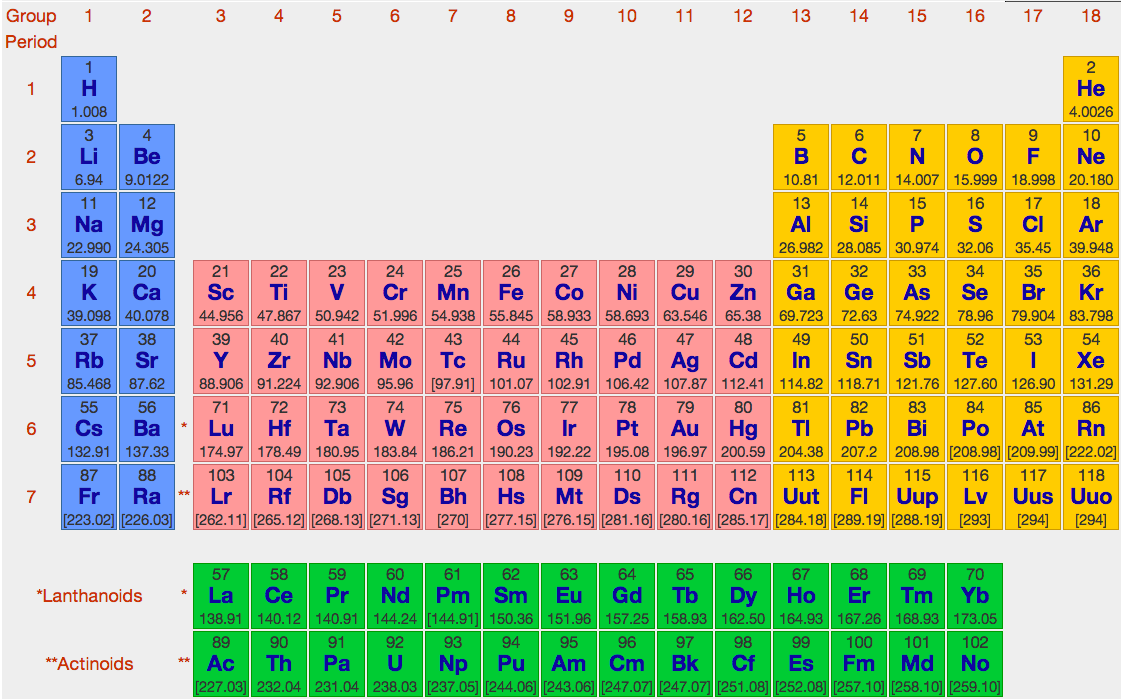 Group 1 2 3 4 5 6 7 8 9 10 11 12 13 14 15 16 17 18
Period
1 2
1 H He
1.008 4.0026
3 4 5 6 7 8 9 10
2 Li Be B C N O F Ne
6.94 9.0122 10.81 12.011 14.007 15.999 18.998 20.180
11 12 13 14 15 16 17 18
3 Na Mg Al Si P S Cl Ar
22.990 24.305 26.982 28.085 30.974 32.06 35.45 39.948
19 20 21 22 23 24 25 26 27 28 29 30 31 32 33 34 35 36
4 K Ca Sc Ti V Cr Mn Fe Co Ni Cu Zn Ga Ge As Se Br Kr
39.098 40.078 44.956 47.867 50.942 51.996 54.938 55.845 58.933 58.693 63.546 65.38 69.723 72.63 74.922 78.96 79.904 83.798
37 38 39 40 41 42 43 44 45 46 47 48 49 50 51 52 53 54
5 Rb Sr Y Zr Nb Mo Tc Ru Rh Pd Ag Cd In Sn Sb Te I Xe
85.468 87.62 88.906 91.224 92.906 95.96 [97.91] 101.07 102.91 106.42 107.87 112.41 114.82 118.71 121.76 127.60 126.90 131.29
55 56 71 72 73 74 75 76 77 78 79 80 81 82 83 84 85 86
6 Cs Ba * Lu Hf Ta W Re Os Ir Pt Au Hg Tl Pb Bi Po At Rn
132.91 137.33 174.97 178.49 180.95 183.84 186.21 190.23 192.22 195.08 196.97 200.59 204.38 207.2 208.98 [208.98] [209.99] [222.02]
87 88 103 104 105 106 107 108 109 110 111 112 113 114 115 116 117 118
7 Fr Ra ** Lr Rf Db Sg Bh Hs Mt Ds Rg Cn Uut Fl Uup Lv Uus Uuo
[223.02] [226.03] [262.11] [265.12] [268.13] [271.13] [270] [277.15] [276.15] [281.16] [280.16] [285.17] [284.18] [289.19] [288.19] [293] [294] [294]
57 58 59 60 61 62 63 64 65 66 67 68 69 70
*Lanthanoids * La Ce Pr Nd Pm Sm Eu Gd Tb Dy Ho Er Tm Yb
138.91 140.12 140.91 144.24 [144.91] 150.36 151.96 157.25 158.93 162.50 164.93 167.26 168.93 173.05
89 90 91 92 93 94 95 96 97 98 99 100 101 102
**Actinoids ** Ac Th Pa U Np Pu Am Cm Bk Cf Es Fm Md No
[227.03] 232.04 231.04 238.03 [237.05] [244.06] [243.06] [247.07] [247.07] [251.08] [252.08] [257.10] [258.10] [259.10]